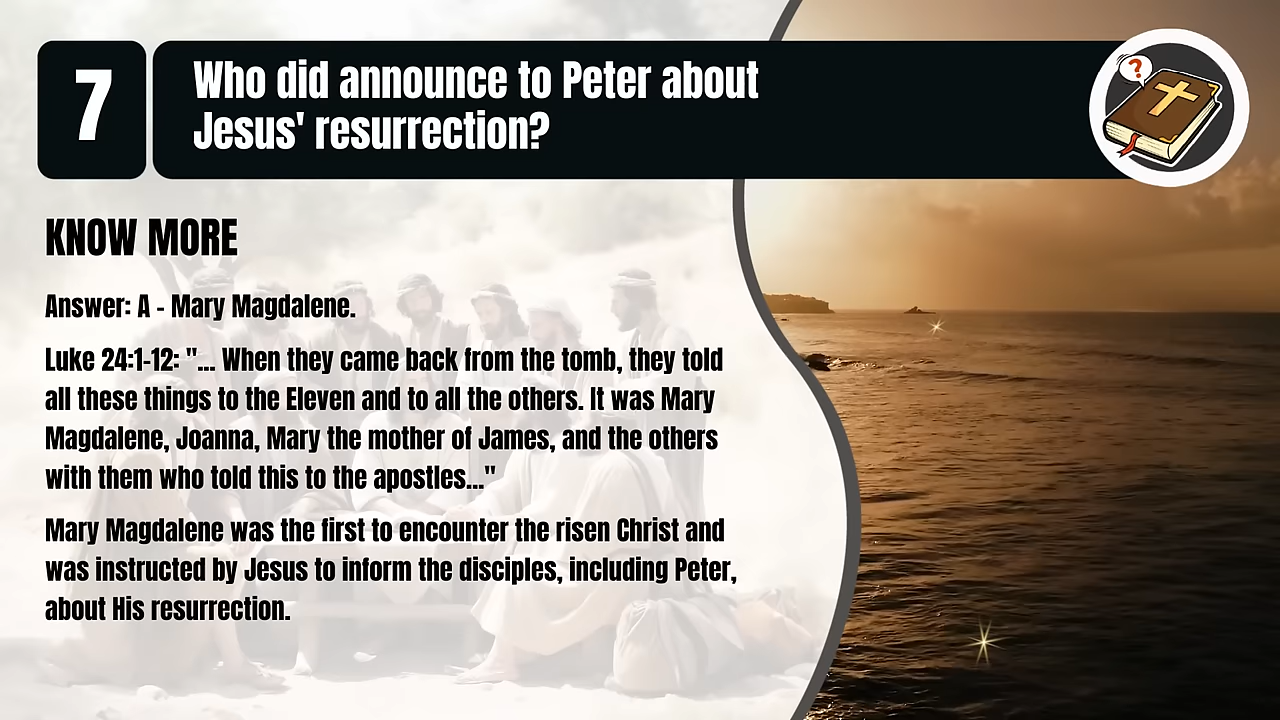 7
Who did announce to Peter about
Jesus' resurrection?
?
KNOW MORE
Answer: A - Mary Magdalene.
Luke 24:1-12: "... When they came back from the tomb, they told
all these things to the Eleven and to all the others. It was Mary
Magdalene, Joanna, Mary the mother of James, and the others
with them who told this to the apostles..."
Mary Magdalene was the first to encounter the risen Christ and
was instructed by Jesus to inform the disciples, including Peter,
about His resurrection.